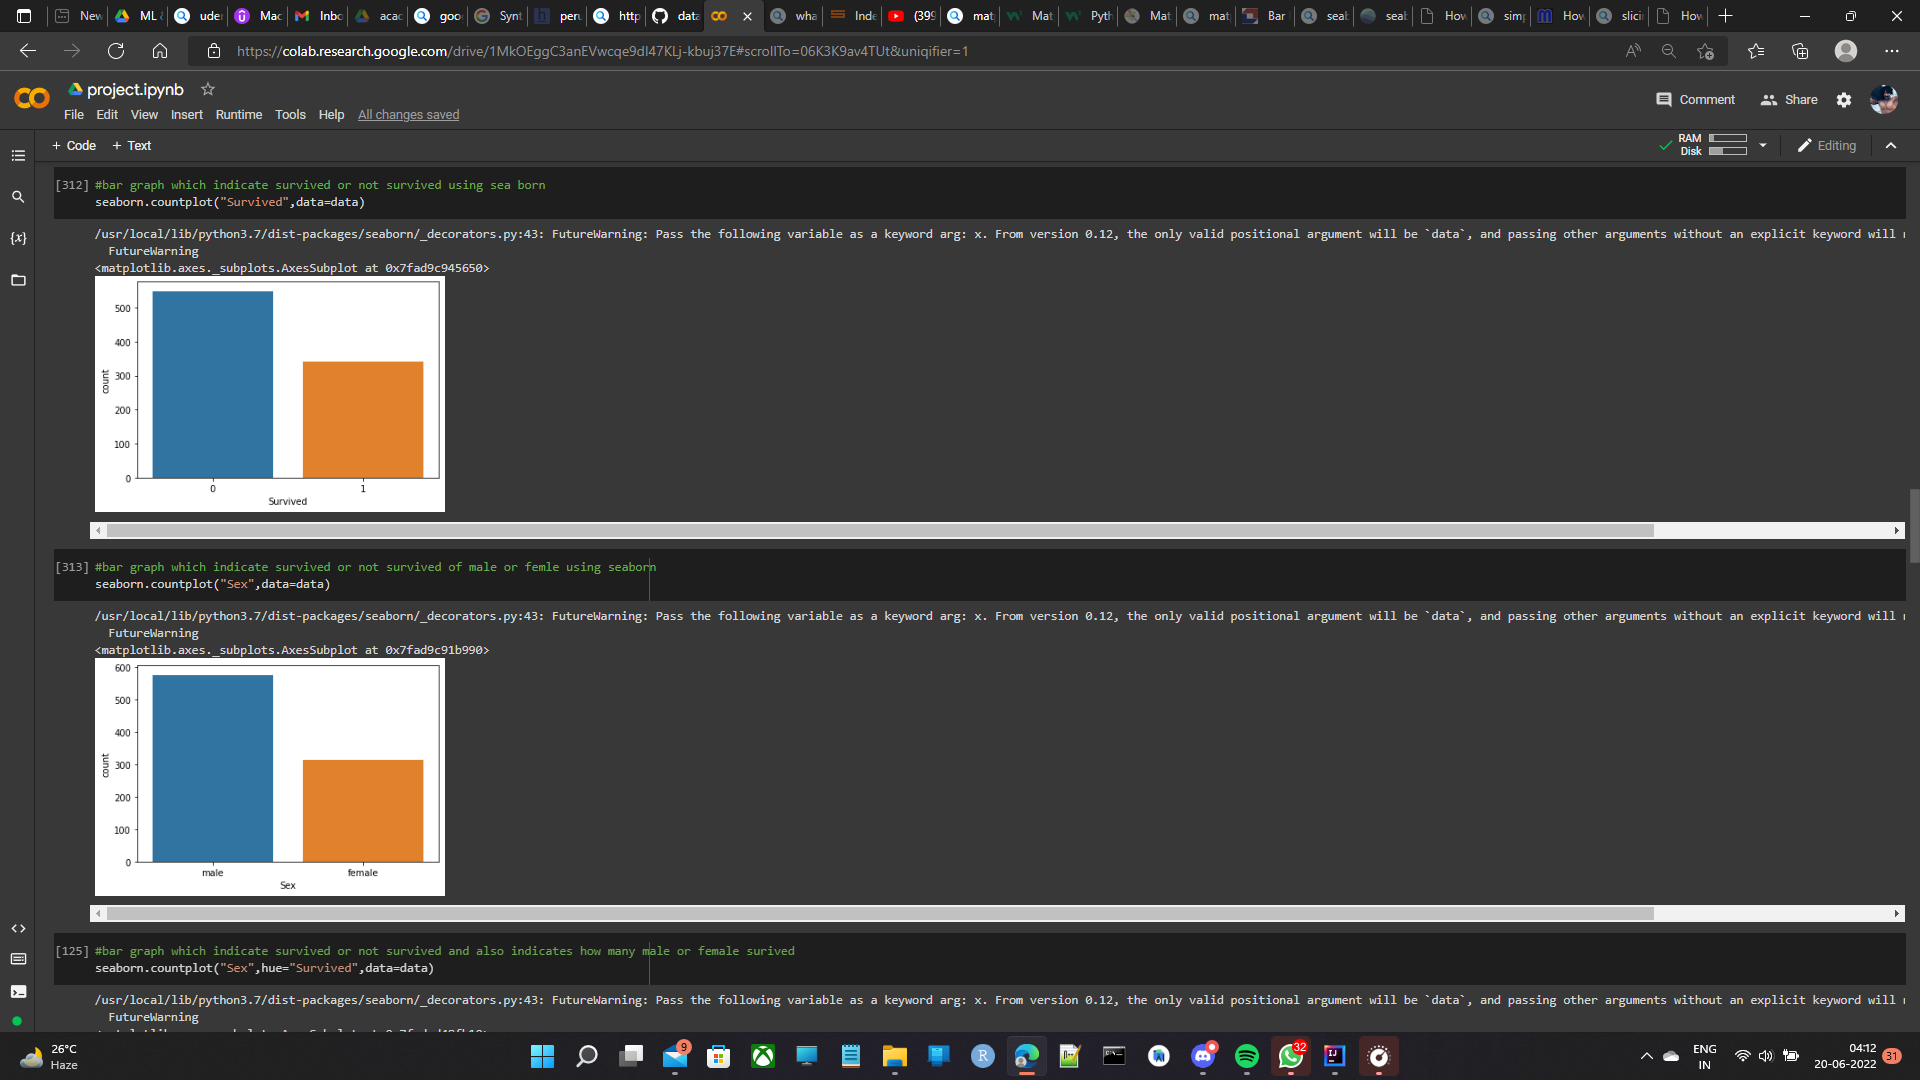 New
ML
uder
Mac
Inbo
acac
goo
Synt
peru
http
data
wha
Inde
(399
mat
Mat
Pyth
Mat
mat
Bar
seab
seab
How
simp
How
slici
How
https://colab.research.google.com/drive/1MkOEggC3anEVwcqe9dI47KLj-kbuj37E#scrollTo=06K3K9av4TUt&uniqifier=1
project.ipynb
File Edit View Insert Runtime Tools Help All changes saved
Comment Share
+ Code + Text
RAM
Disk
Editing
[312] #bar graph which indicate survived or not survived using sea born
seaborn.countplot("Survived",data=data)
/usr/local/lib/python3.7/dist-packages/seaborn/_decorators.py:43: FutureWarning: Pass the following variable as a keyword arg: x. From version 0.12, the only valid positional argument will be `data`, and passing other arguments without an explicit keyword will
FutureWarning
<matplotlib.axes._subplots.AxesSubplot at 0x7fad9c945650>
500
400
300
200
100
0
count
0 1
Survived
[313] #bar graph which indicate survived or not survived of male or femle using seaborn
seaborn.countplot("Sex",data=data)
/usr/local/lib/python3.7/dist-packages/seaborn/_decorators.py:43: FutureWarning: Pass the following variable as a keyword arg: x. From version 0.12, the only valid positional argument will be `data`, and passing other arguments without an explicit keyword will
FutureWarning
<matplotlib.axes._subplots.AxesSubplot at 0x7fad9c91b990>
600
500
400
300
200
100
0
count
male female
Sex
[125] #bar graph which indicate survived or not survived and also indicates how many male or female surived
seaborn.countplot("Sex",hue="Survived",data=data)
/usr/local/lib/python3.7/dist-packages/seaborn/_decorators.py:43: FutureWarning: Pass the following variable as a keyword arg: x. From version 0.12, the only valid positional argument will be `data`, and passing other arguments without an explicit keyword will
FutureWarning
26°C
Haze
9
32
ENG
IN
04:12
20-06-2022
31